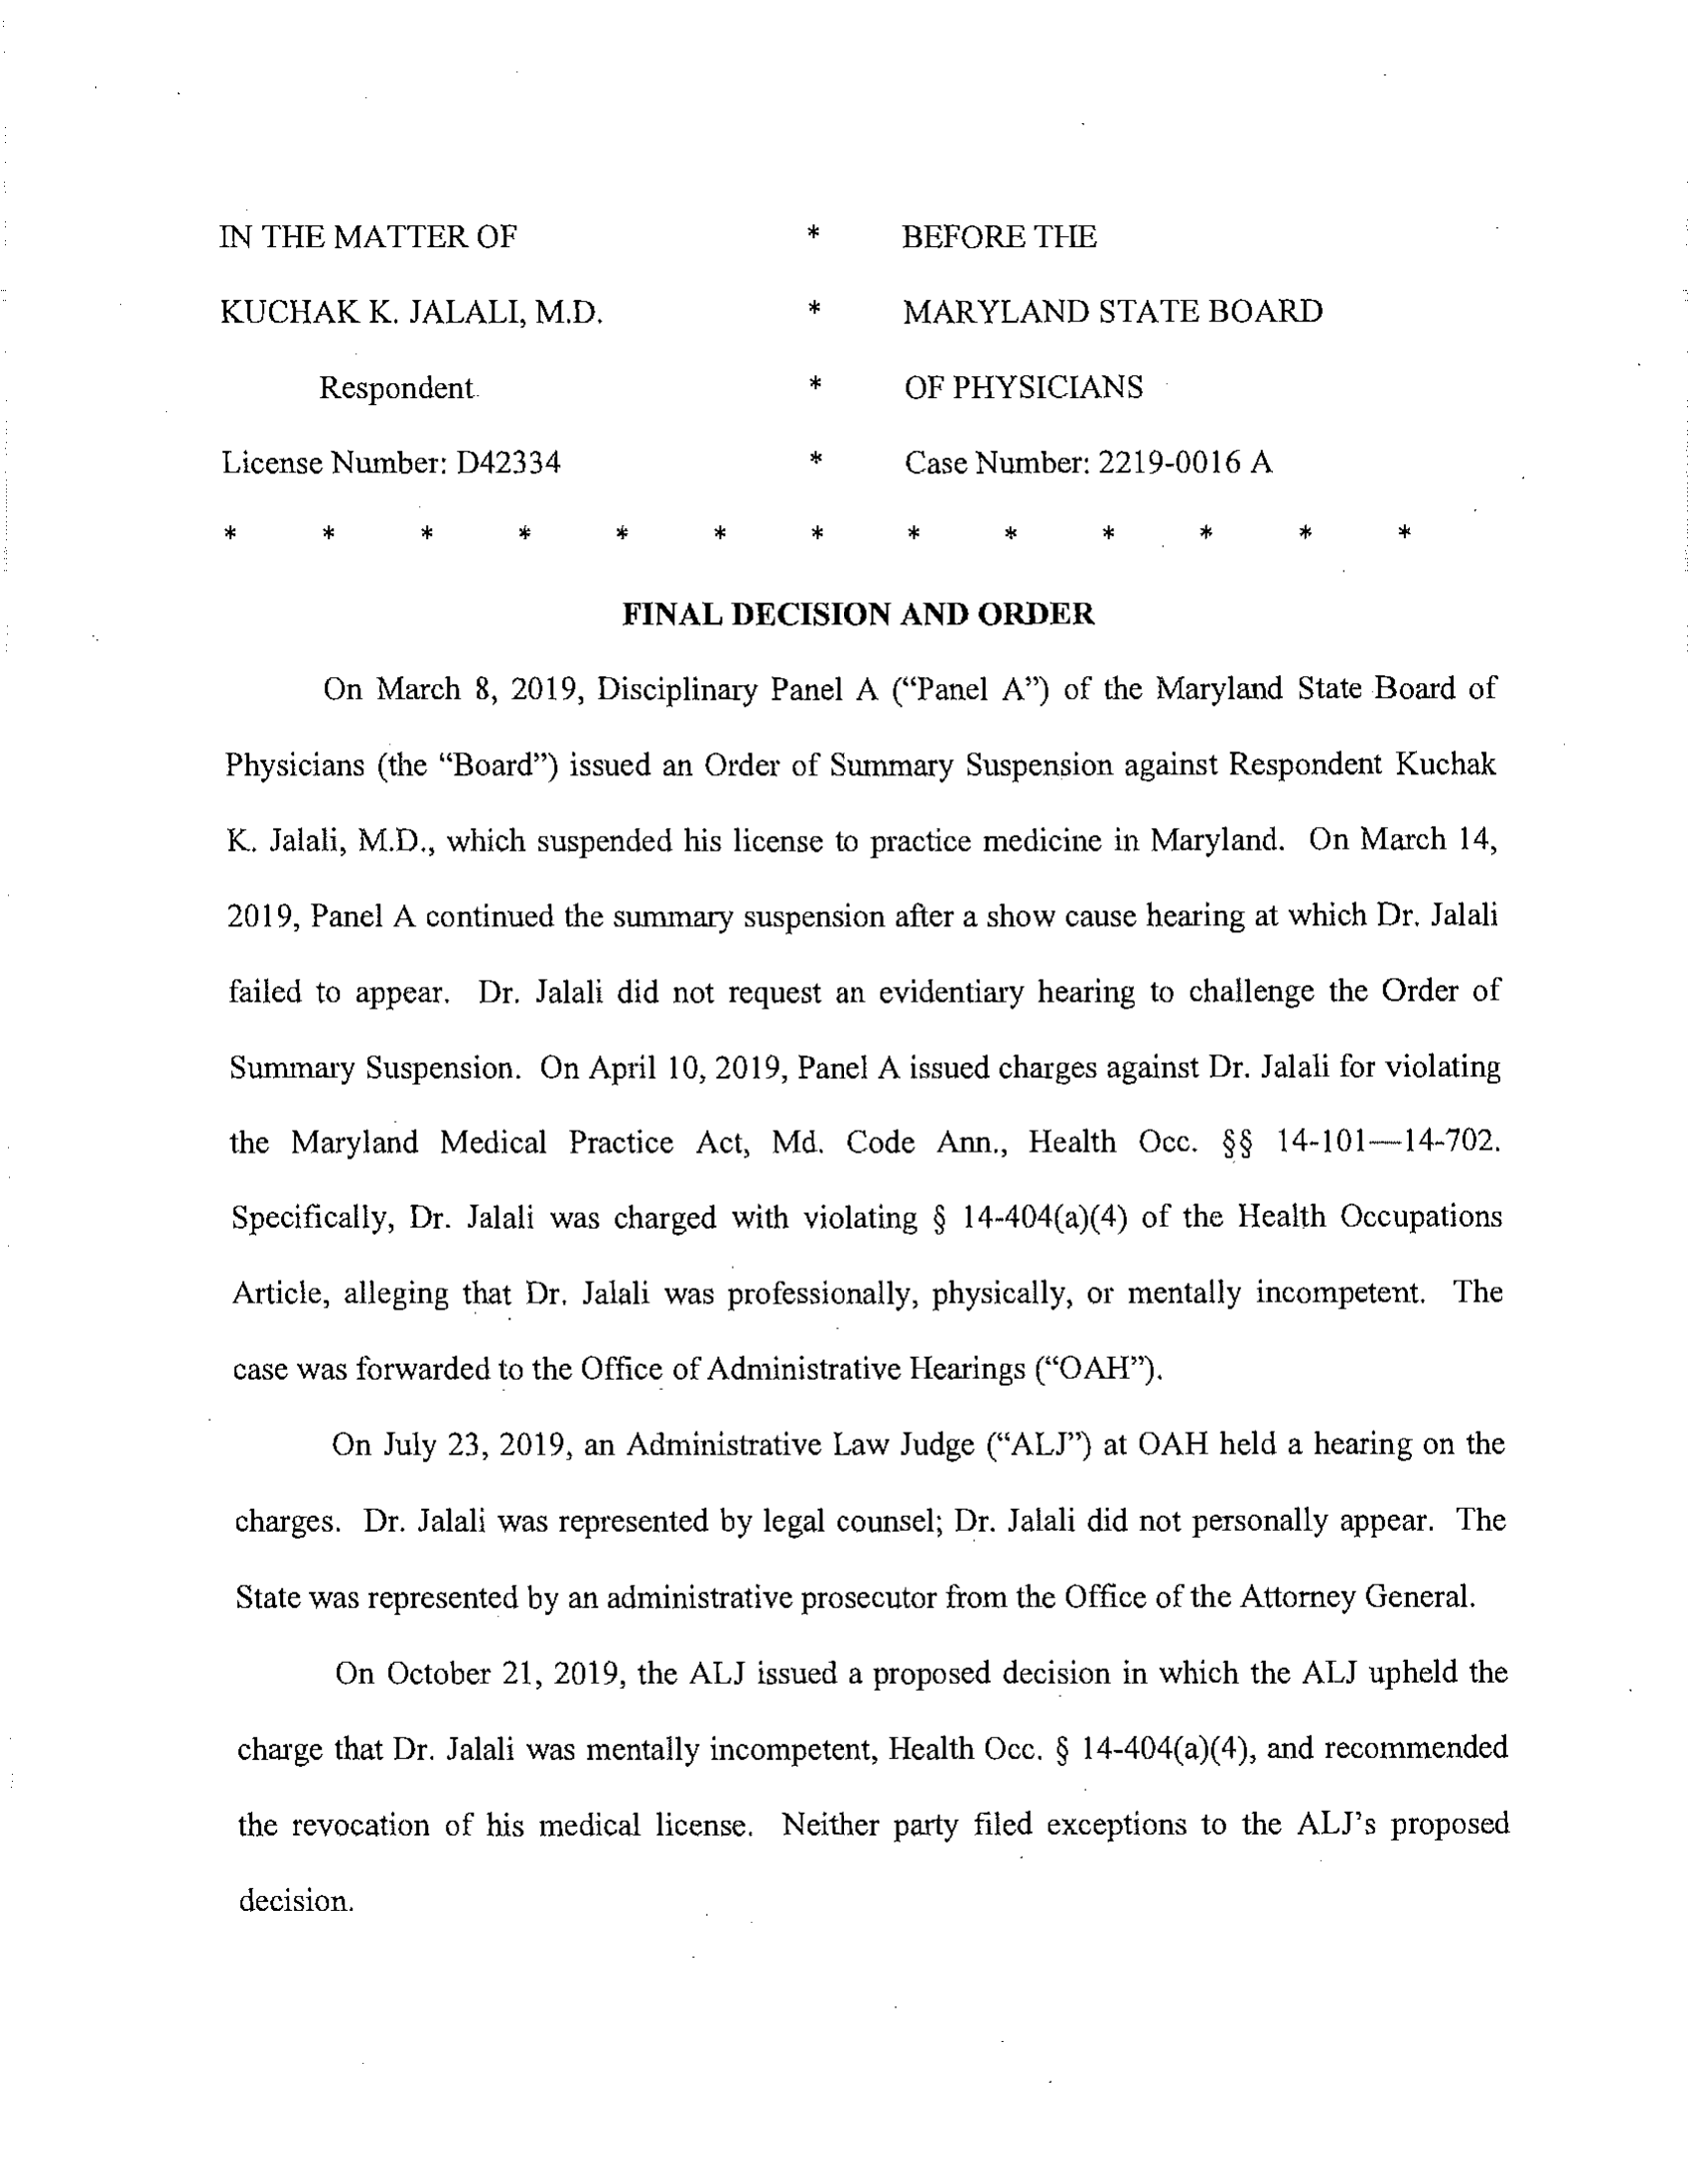 IN THE MATTER OF * BEFORE THE
KUCHAK K. JALALI, M.D. * MARYLAND STATE BOARD
Respondent * OF PHYSICIANS
License Number: D42334 * Case Number: 2219-0016 A
* * * * * * * * * * * * *
FINAL DECISION AND ORDER
On March 8, 2019, Disciplinary Panel A (“Panel A”) of the Maryland State Board of
Physicians (the “Board”) issued an Order of Summary Suspension against Respondent Kuchak
K. Jalali, M.D., which suspended his license to practice medicine in Maryland. On March 14,
2019, Panel A continued the summary suspension after a show cause hearing at which Dr. Jalali
failed to appear. Dr. Jalali did not request an evidentiary hearing to challenge the Order of
Summary Suspension. On April 10, 2019, Panel A issued charges against Dr. Jalali for violating
the Maryland Medical Practice Act, Md. Code Ann., Health Occ. §§ 14-101—14-702.
Specifically, Dr. Jalali was charged with violating § 14-404(a)(4) of the Health Occupations
Article, alleging that Dr. Jalali was professionally, physically, or mentally incompetent. The
case was forwarded to the Office of Administrative Hearings (“OAH”).
On July 23, 2019, an Administrative Law Judge (“ALJ”) at OAH held a hearing on the
charges. Dr. Jalali was represented by legal counsel; Dr. Jalali did not personally appear. The
State was represented by an administrative prosecutor from the Office of the Attorney General.
On October 21, 2019, the ALJ issued a proposed decision in which the ALJ upheld the
charge that Dr. Jalali was mentally incompetent, Health Occ. § 14-404(a)(4), and recommended
the revocation of his medical license. Neither party filed exceptions to the ALJ’s proposed
decision.